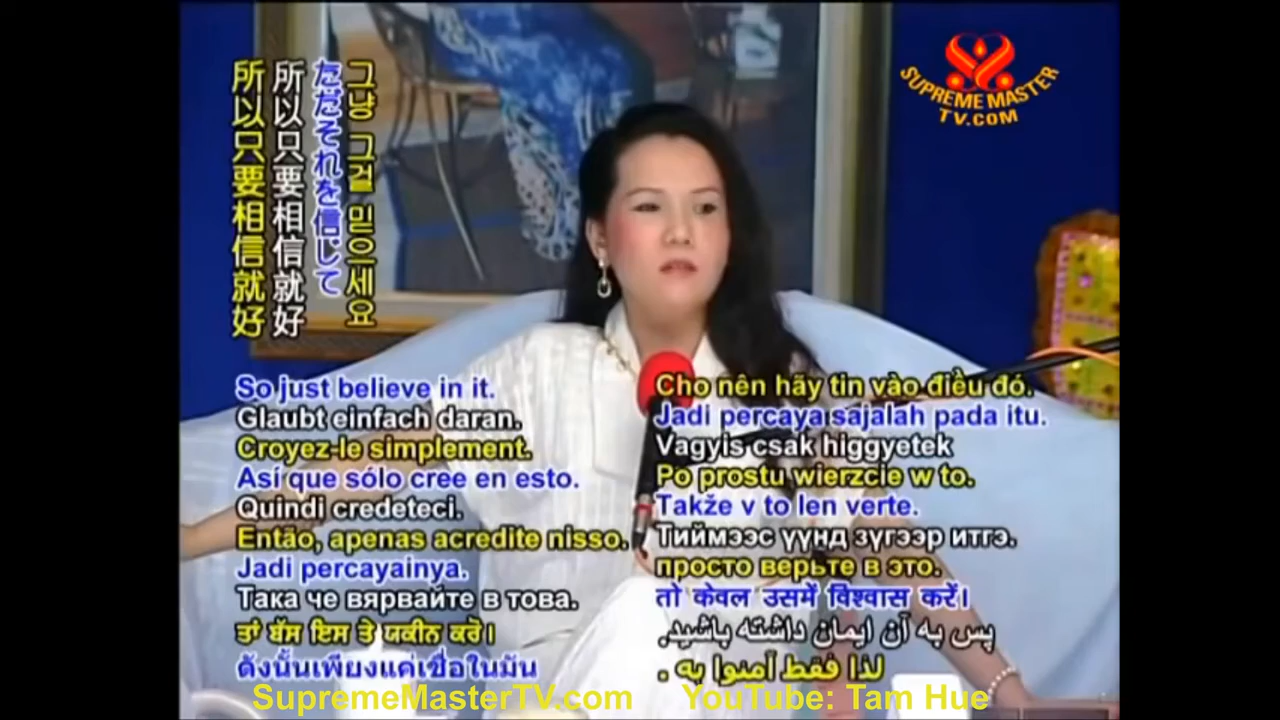 그냥 그걸 믿으세요
ただそれを信じて
所以只要相信就好
所以只要相信就好
SUPREME MASTER
TV.COM
So just believe in it.
Glaubt einfach daran.
Croyez-le simplement.
Así que sólo cree en esto.
Quindi credeteci.
Então, apenas acredite nisso.
Jadi percayainya.
Така че вярвайте в това.
ਤਾਂ ਬੱਸ ਇਸ ਤੇ ਯਕੀਨ ਕਰੋ।
ดังนั้นเพียงแค่เชื่อในมัน
Cho nên hãy tin vào điều đó.
Jadi percaya sajalah pada itu.
Vagyis csak higgyetek
Po prostu wierzcie w to.
Takže v to len verte.
Тиймээс үүнд зүгээр итгэ.
просто верьте в это.
तो केवल उसमें विश्वास करें।
پس به آن ایمان داشته باشید.
لذا فقط آمنوا به .
SupremeMasterTV.com YouTube: Tam Hue